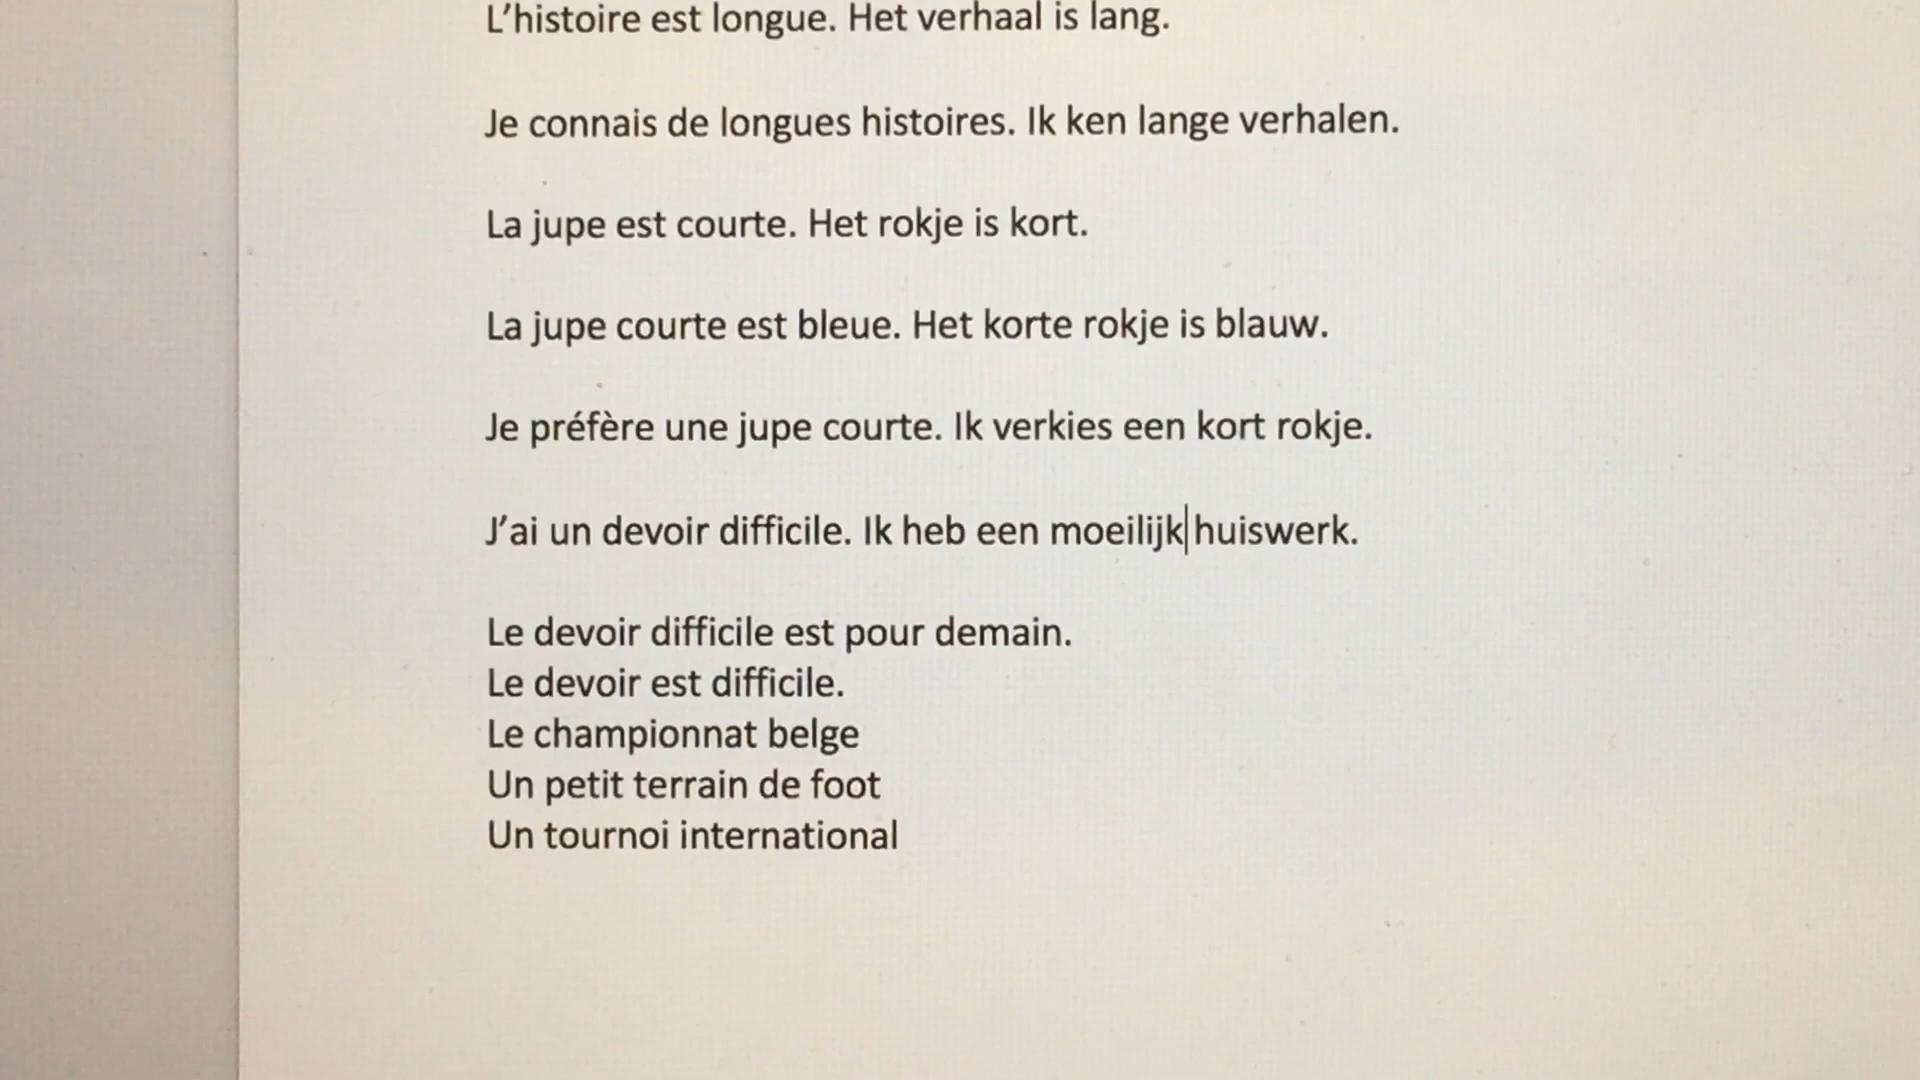 L’histoire est longue. Het verhaal is lang.
Je connais de longues histoires. Ik ken lange verhalen.
La jupe est courte. Het rokje is kort.
La jupe courte est bleue. Het korte rokje is blauw.
Je préfère une jupe courte. Ik verkies een kort rokje.
J’ai un devoir difficile. Ik heb een moeilijk huiswerk.
Le devoir difficile est pour demain.
Le devoir est difficile.
Le championnat belge
Un petit terrain de foot
Un tournoi international